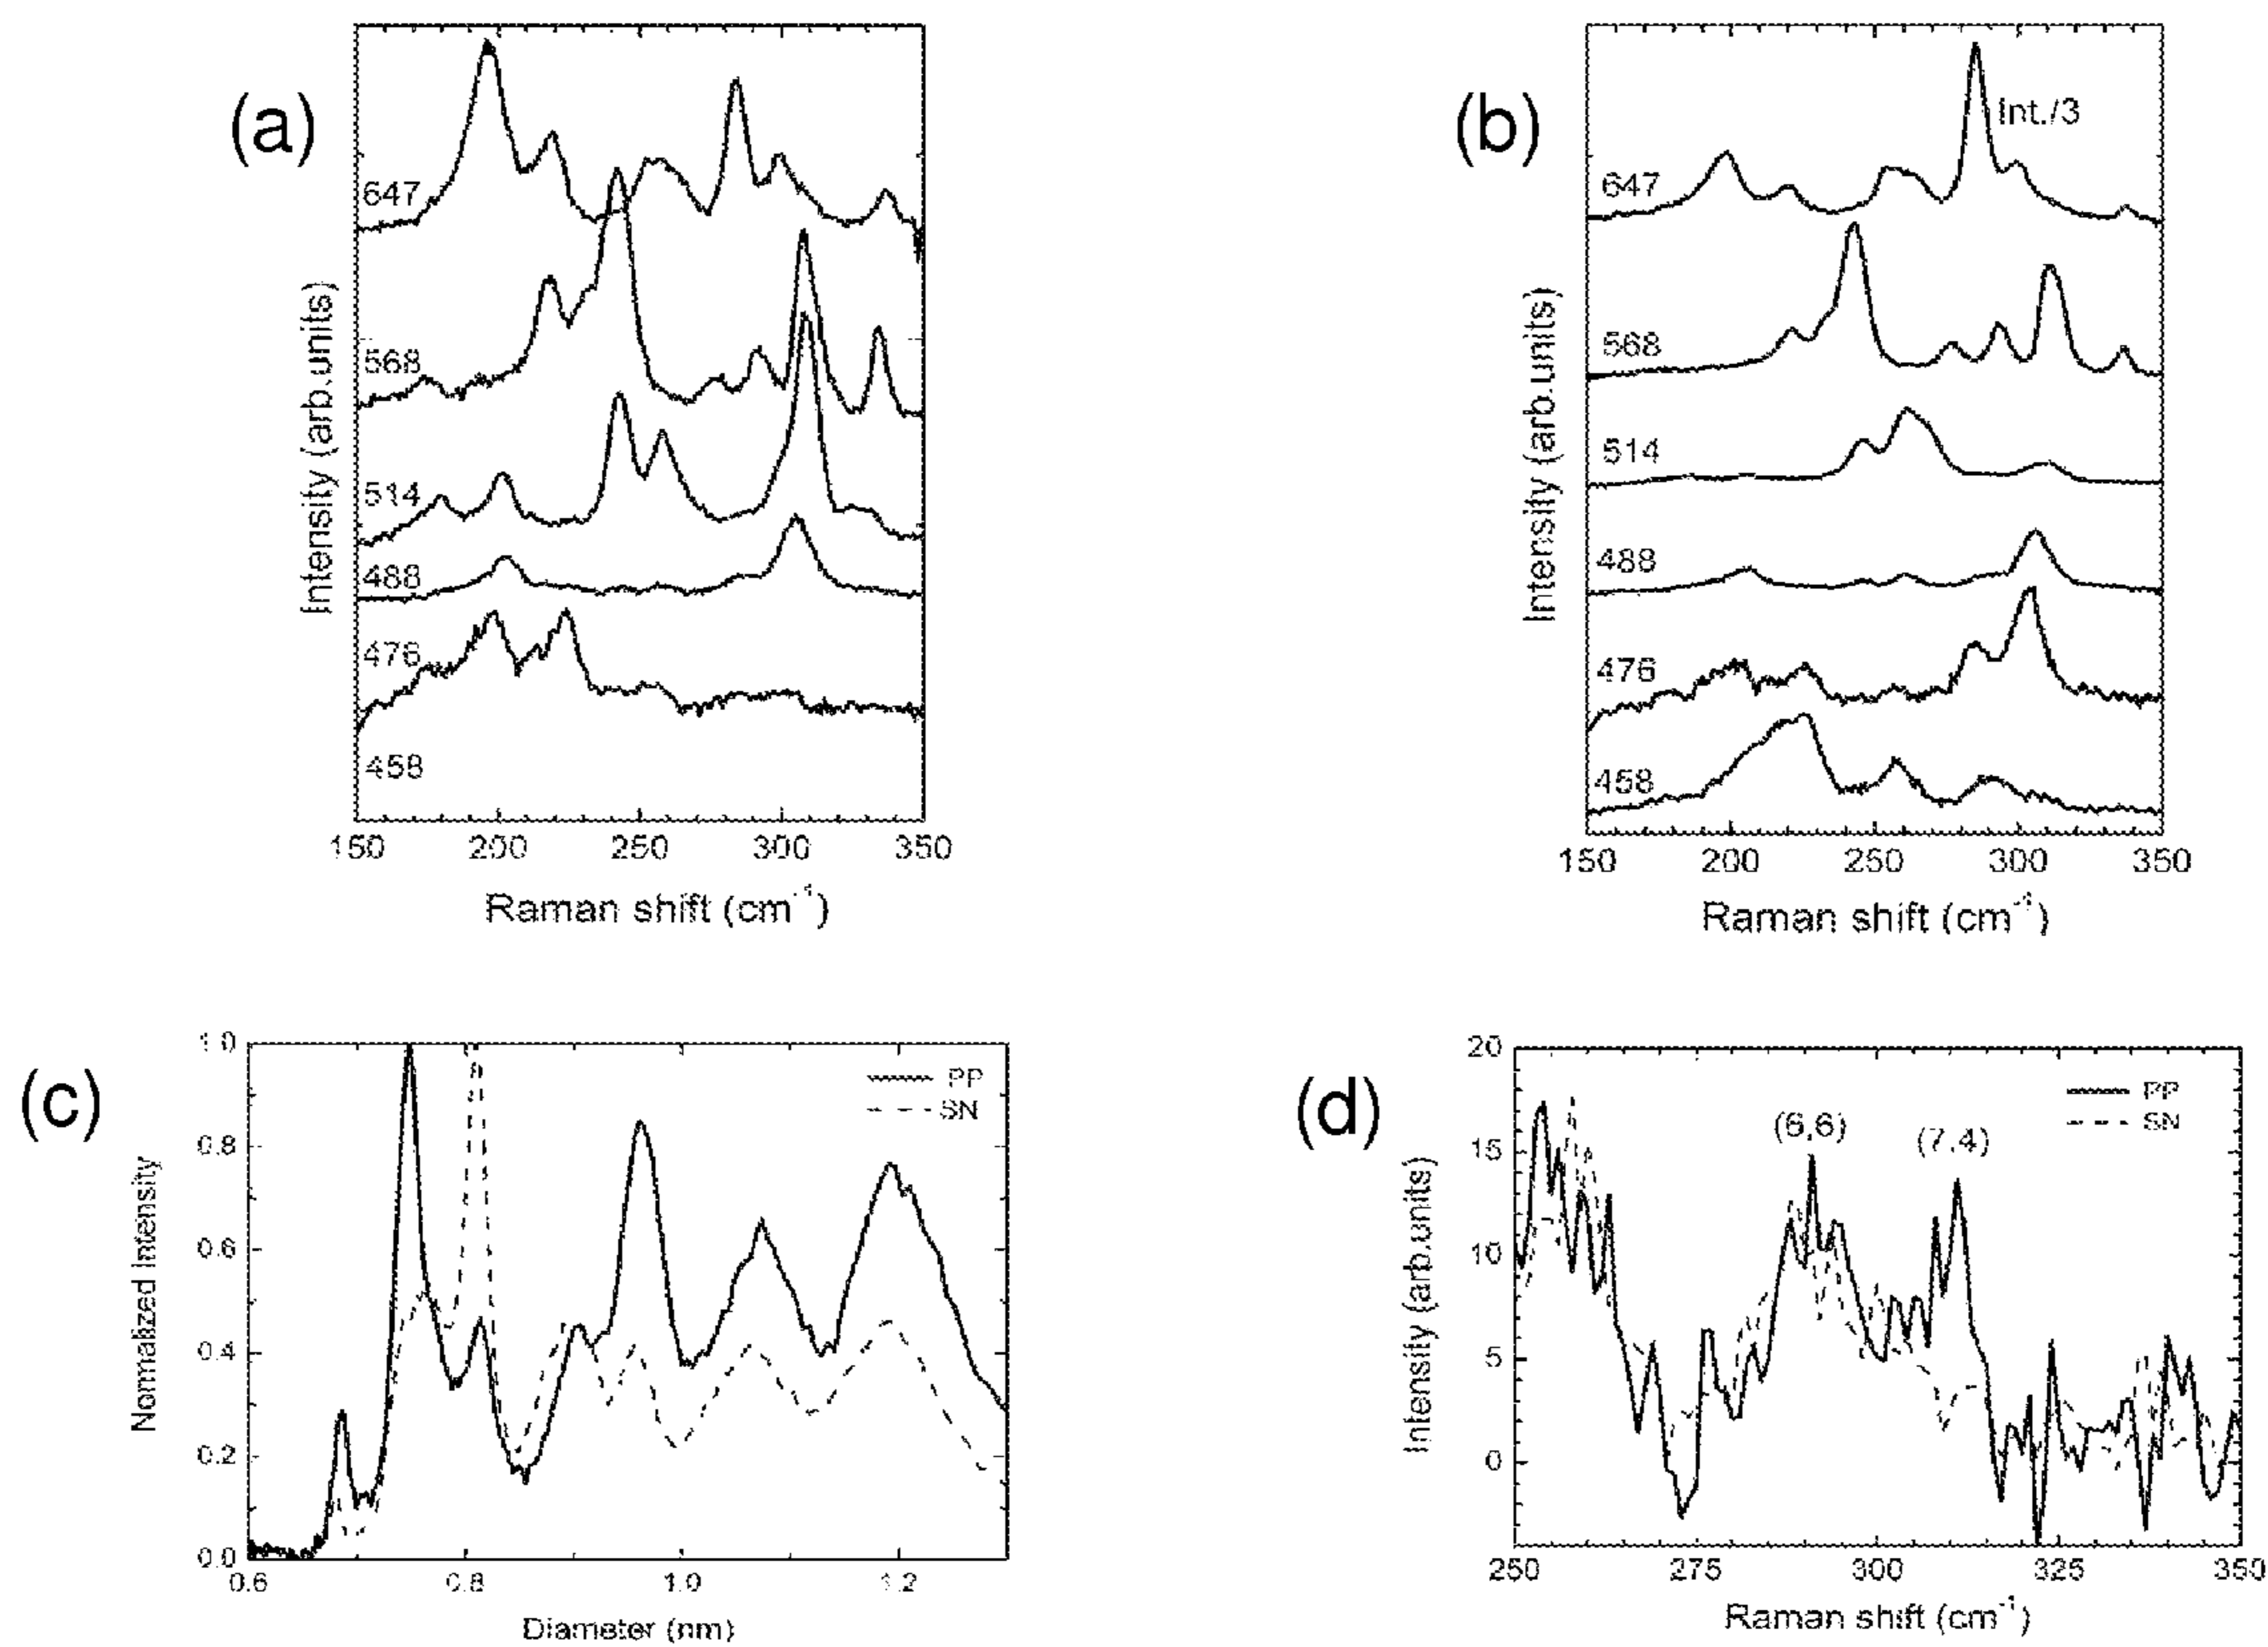 (a)
647
568
514
488
476
458
150 200 250 300 350
Intensity (arb.units)
Raman shift (cm⁻¹)
(b)
Int./3
647
568
514
488
476
458
150 200 250 300 350
Intensity (arb.units)
Raman shift (cm⁻¹)
(c)
1.0
0.8
0.6
0.4
0.2
0.0
0.6 0.8 1.0 1.2
PP
SN
Normalized Intensity
Diameter (nm)
(d)
20
15
10
5
0
250 275 300 325 350
(6,6)
(7,4)
PP
SN
Intensity (arb.units)
Raman shift (cm⁻¹)